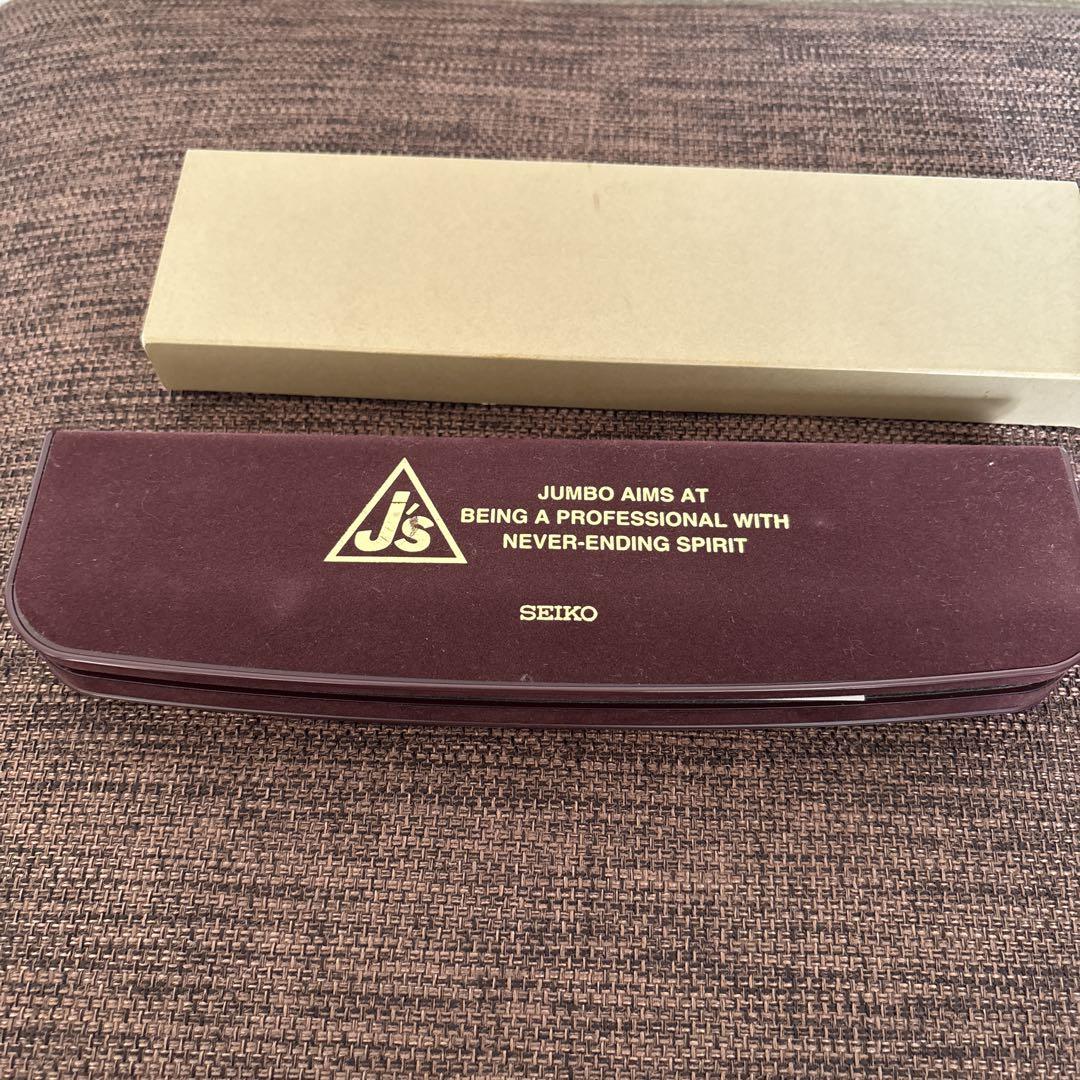 J's
JUMBO AIMS AT
BEING A PROFESSIONAL WITH
NEVER-ENDING SPIRIT
SEIKO